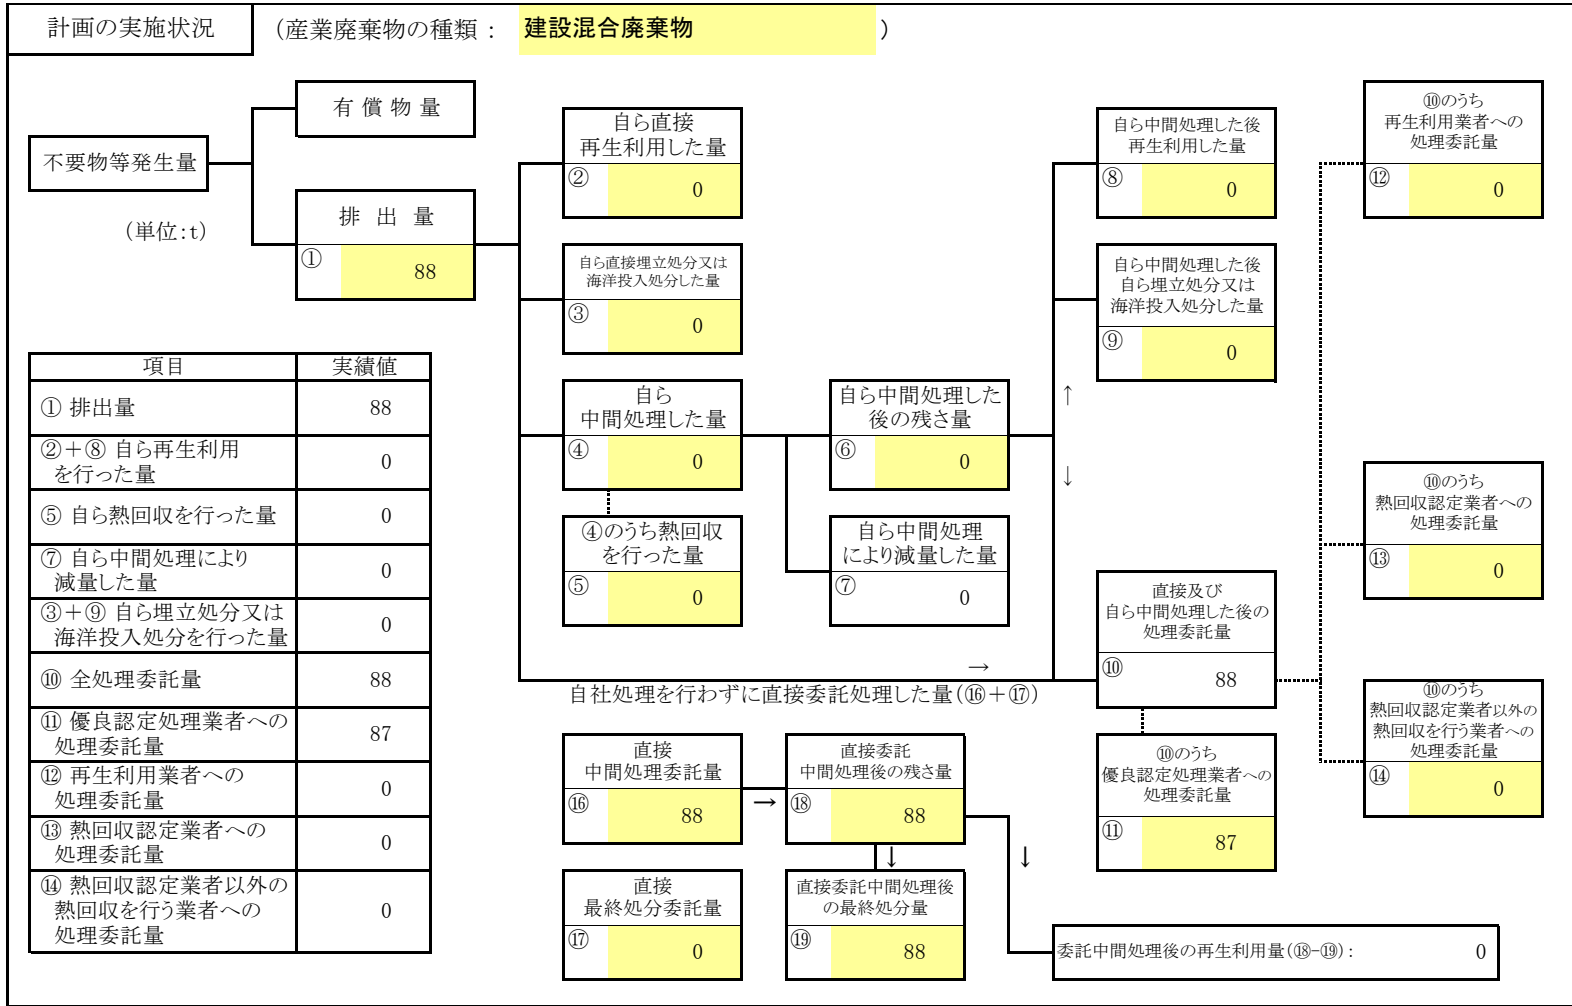 計画の実施状況
(産業廃棄物の種類: 建設混合廃棄物 )
不要物等発生量
(単位:t)
有償物量
排出量
① 88
自ら直接
再生利用した量
② 0
自ら直接埋立処分又は
海洋投入処分した量
③ 0
自ら
中間処理した量
④ 0
④のうち熱回収
を行った量
⑤ 0
自ら中間処理した
後の残さ量
⑥ 0
自ら中間処理
により減量した量
⑦ 0
自ら中間処理した後
再生利用した量
⑧ 0
自ら中間処理した後
自ら埋立処分又は
海洋投入処分した量
⑨ 0
↑
↓
→
直接及び
自ら中間処理した後の
処理委託量
⑩ 88
⑩のうち
優良認定処理業者への
処理委託量
⑪ 87
⑩のうち
再生利用業者への
処理委託量
⑫ 0
⑩のうち
熱回収認定業者への
処理委託量
⑬ 0
⑩のうち
熱回収認定業者以外の
熱回収を行う業者への
処理委託量
⑭ 0
自社処理を行わずに直接委託処理した量(⑯+⑰)
直接
中間処理委託量
⑯ 88
→
直接委託
中間処理後の残さ量
⑱ 88
↓
↓
直接
最終処分委託量
⑰ 0
直接委託中間処理後
の最終処分量
⑲ 88
委託中間処理後の再生利用量(⑱-⑲): 0
項目 実績値
① 排出量 88
②+⑧ 自ら再生利用
を行った量 0
⑤ 自ら熱回収を行った量 0
⑦ 自ら中間処理により
減量した量 0
③+⑨ 自ら埋立処分又は
海洋投入処分を行った量 0
⑩ 全処理委託量 88
⑪ 優良認定処理業者への
処理委託量 87
⑫ 再生利用業者への
処理委託量 0
⑬ 熱回収認定業者への
処理委託量 0
⑭ 熱回収認定業者以外の
熱回収を行う業者への
処理委託量 0